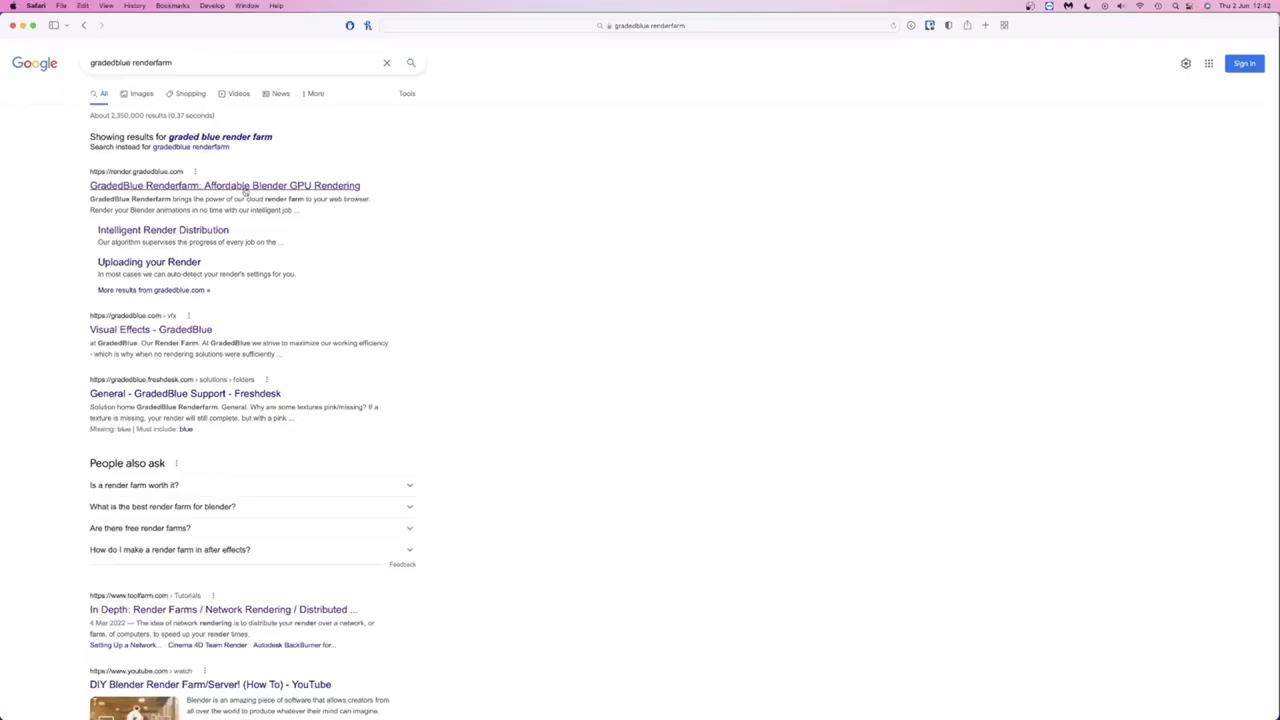 Safari File Edit View History Bookmarks Develop Window Help
Thu 2 Jun 12:42
gradedblue renderfarm
Google
gradedblue renderfarm
Sign in
All Images Shopping Videos News More Tools
About 2,350,000 results (0.37 seconds)
Showing results for graded blue render farm
Search instead for gradedblue renderfarm
https://render.gradedblue.com
GradedBlue Renderfarm: Affordable Blender GPU Rendering
GradedBlue Renderfarm brings the power of our cloud render farm to your web browser.
Render your Blender animations in no time with our intelligent job ...
Intelligent Render Distribution
Our algorithm supervises the progress of every job on the ...
Uploading your Render
In most cases we can auto-detect your render's settings for you.
More results from gradedblue.com »
https://gradedblue.com › vfx
Visual Effects - GradedBlue
at GradedBlue. Our Render Farm. At GradedBlue we strive to maximize our working efficiency
- which is why when no rendering solutions were sufficiently ...
https://gradedblue.freshdesk.com › solutions › folders
General - GradedBlue Support - Freshdesk
Solution home GradedBlue Renderfarm. General. Why are some textures pink/missing? If a
texture is missing, your render will still complete, but with a pink ...
Missing: blue | Must include: blue
People also ask
Is a render farm worth it?
What is the best render farm for blender?
Are there free render farms?
How do I make a render farm in after effects?
Feedback
https://www.toolfarm.com › Tutorials
In Depth: Render Farms / Network Rendering / Distributed ...
4 Mar 2022 — The idea of network rendering is to distribute your render over a network, or
farm, of computers, to speed up your render times.
Setting Up a Network... · Cinema 4D Team Render · Autodesk BackBurner for...
https://www.youtube.com › watch
DIY Blender Render Farm/Server! (How To) - YouTube
Blender is an amazing piece of software that allows creators from
all over the world to produce whatever their mind can imagine.